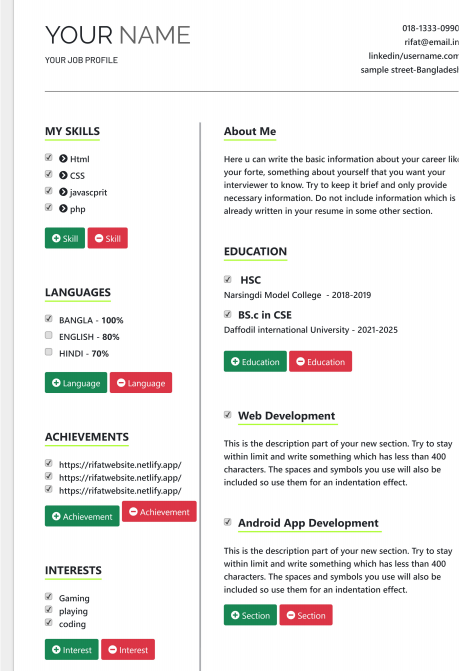 YOUR NAME
YOUR JOB PROFILE
018-1333-0990
rifat@email.in
linkedin/username.com
sample street-Bangladesh
MY SKILLS
Html
CSS
javascprit
php
Skill Skill
LANGUAGES
BANGLA - 100%
ENGLISH - 80%
HINDI - 70%
Language Language
ACHIEVEMENTS
https://rifatwebsite.netlify.app/
https://rifatwebsite.netlify.app/
https://rifatwebsite.netlify.app/
Achievement Achievement
INTERESTS
Gaming
playing
coding
Interest Interest
About Me
Here u can write the basic information about your career like
your forte, something about yourself that you want your
interviewer to know. Try to keep it brief and only provide
necessary information. Do not include information which is
already written in your resume in some other section.
EDUCATION
HSC
Narsingdi Model College - 2018-2019
BS.c in CSE
Daffodil international University - 2021-2025
Education Education
Web Development
This is the description part of your new section. Try to stay
within limit and write something which has less than 400
characters. The spaces and symbols you use will also be
included so use them for an indentation effect.
Android App Development
This is the description part of your new section. Try to stay
within limit and write something which has less than 400
characters. The spaces and symbols you use will also be
included so use them for an indentation effect.
Section Section